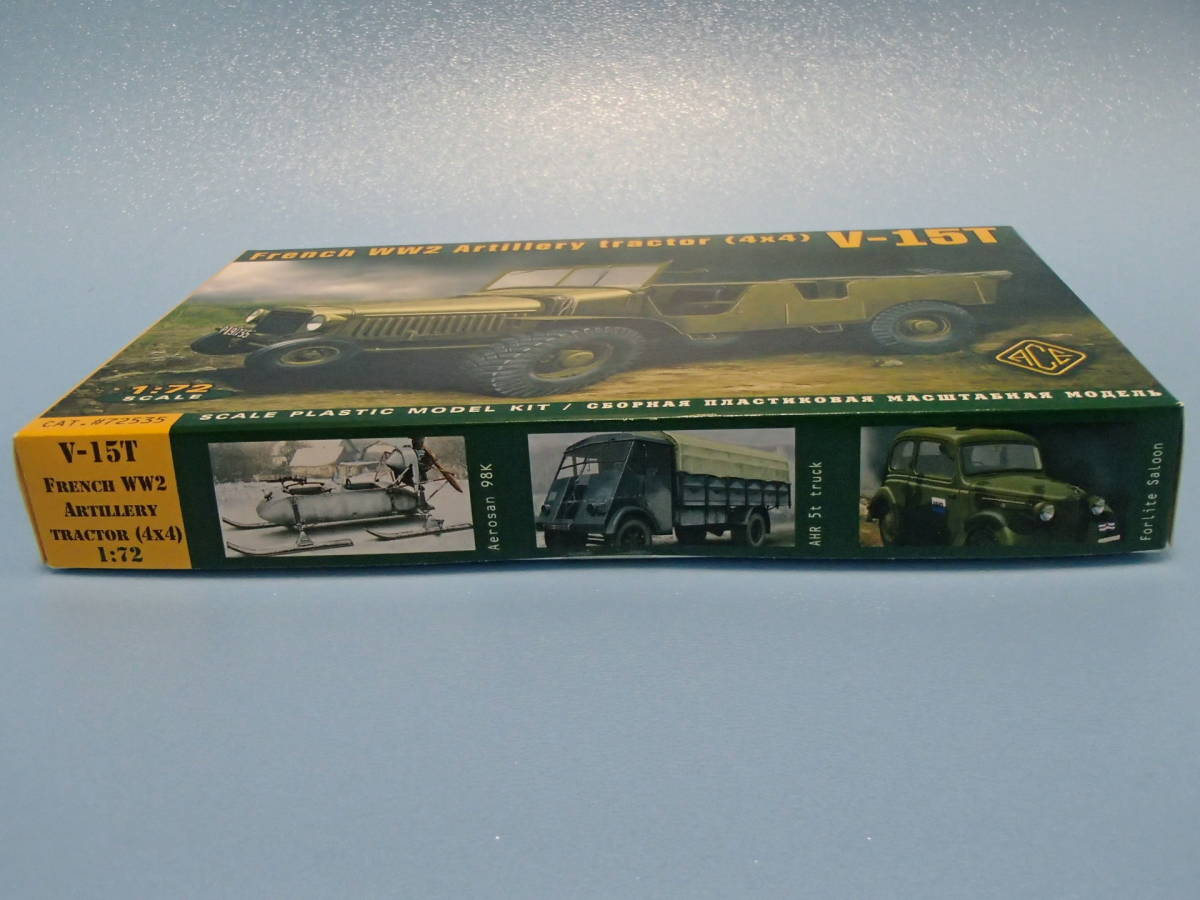 French WW2 Artillery tractor (4x4) V-15T
ACE
1:72
SCALE
CAT.#72535
SCALE PLASTIC MODEL KIT / СБОРНАЯ ПЛАСТИКОВАЯ МАСШТАБНАЯ МОДЕЛЬ
V-15T
FRENCH WW2
ARTILLERY
TRACTOR (4x4)
1:72
Aerosan 98K
AHR 5t truck
Forlite Saloon